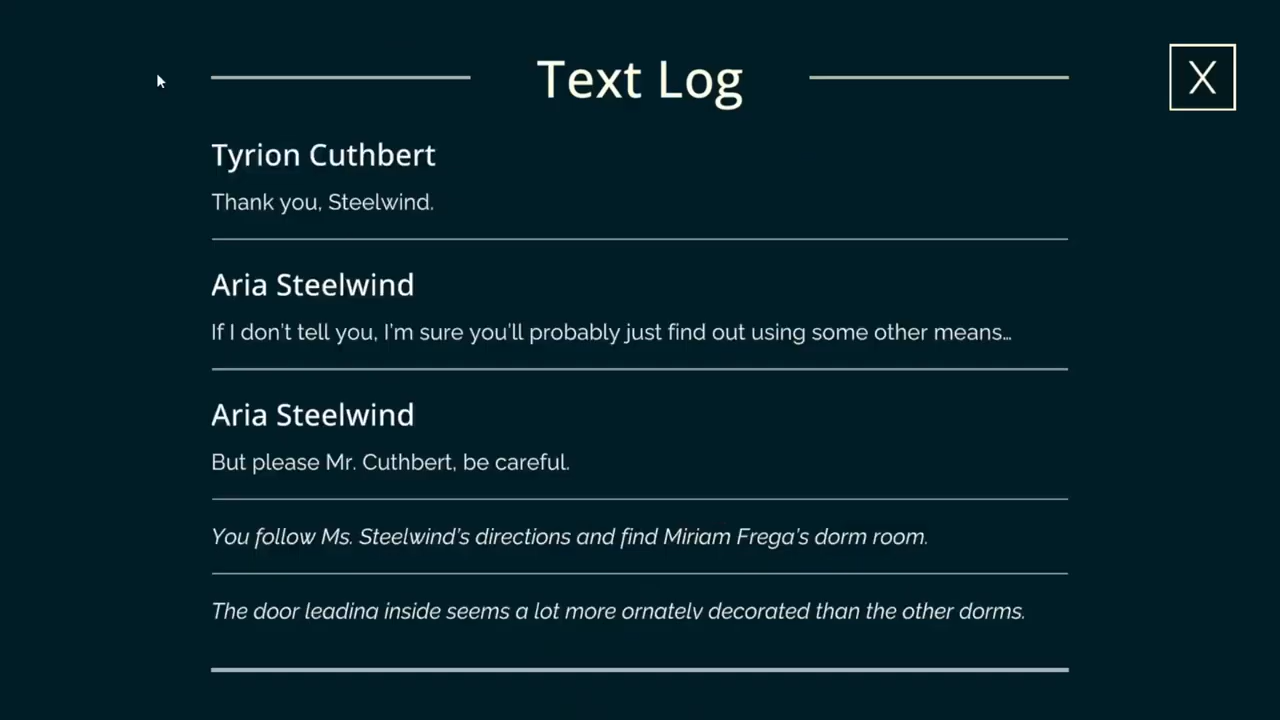 Text Log
X
Tyrion Cuthbert
Thank you, Steelwind.
Aria Steelwind
If I don't tell you, I'm sure you'll probably just find out using some other means...
Aria Steelwind
But please Mr. Cuthbert, be careful.
You follow Ms. Steelwind's directions and find Miriam Frega's dorm room.
The door leading inside seems a lot more ornately decorated than the other dorms.